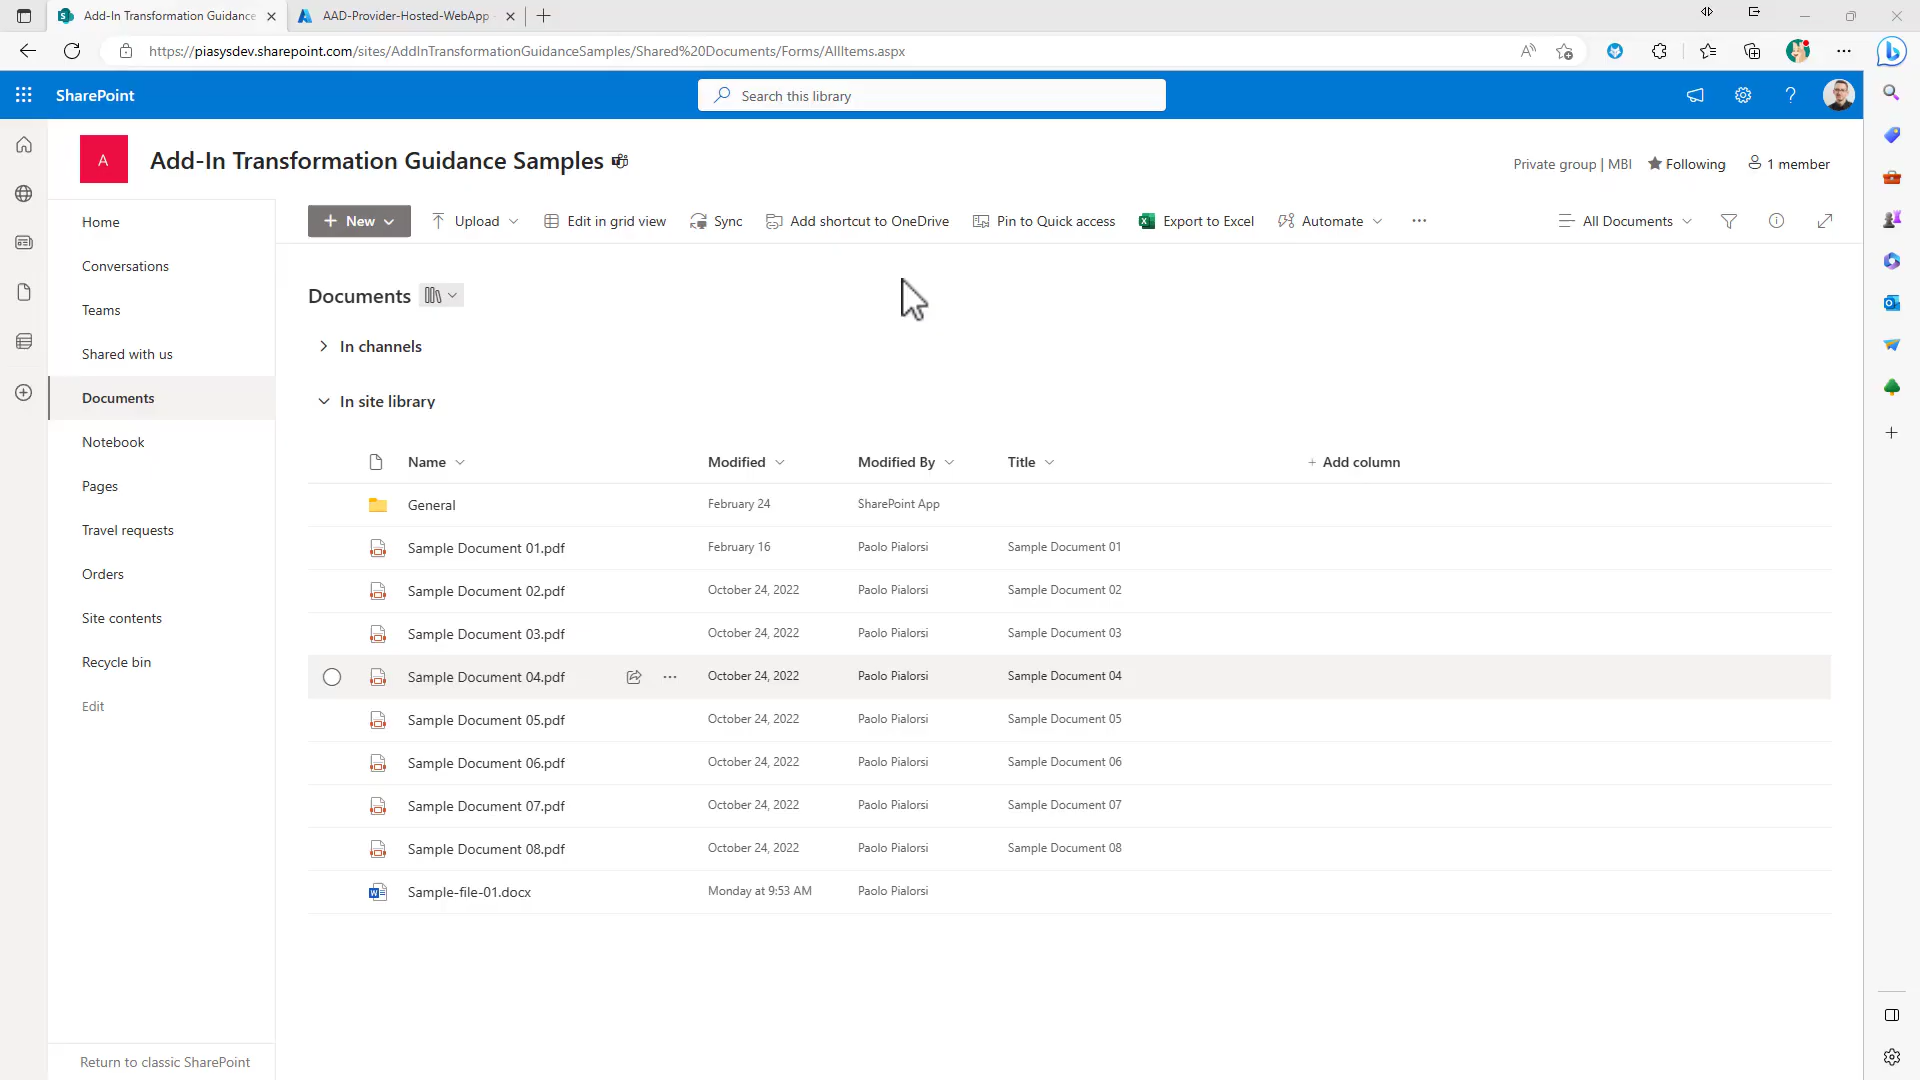 Add-In Transformation Guidance
AAD-Provider-Hosted-WebApp
https://piasysdev.sharepoint.com/sites/AddInTransformationGuidanceSamples/Shared%20Documents/Forms/AllItems.aspx
SharePoint
Search this library
A
Add-In Transformation Guidance Samples
Private group | MBI
Following
1 member
Home
Conversations
Teams
Shared with us
Documents
Notebook
Pages
Travel requests
Orders
Site contents
Recycle bin
Edit
Return to classic SharePoint
New
Upload
Edit in grid view
Sync
Add shortcut to OneDrive
Pin to Quick access
Export to Excel
Automate
All Documents
Documents
In channels
In site library
Name Modified Modified By Title + Add column
General February 24 SharePoint App
Sample Document 01.pdf February 16 Paolo Pialorsi Sample Document 01
Sample Document 02.pdf October 24, 2022 Paolo Pialorsi Sample Document 02
Sample Document 03.pdf October 24, 2022 Paolo Pialorsi Sample Document 03
Sample Document 04.pdf October 24, 2022 Paolo Pialorsi Sample Document 04
Sample Document 05.pdf October 24, 2022 Paolo Pialorsi Sample Document 05
Sample Document 06.pdf October 24, 2022 Paolo Pialorsi Sample Document 06
Sample Document 07.pdf October 24, 2022 Paolo Pialorsi Sample Document 07
Sample Document 08.pdf October 24, 2022 Paolo Pialorsi Sample Document 08
Sample-file-01.docx Monday at 9:53 AM Paolo Pialorsi